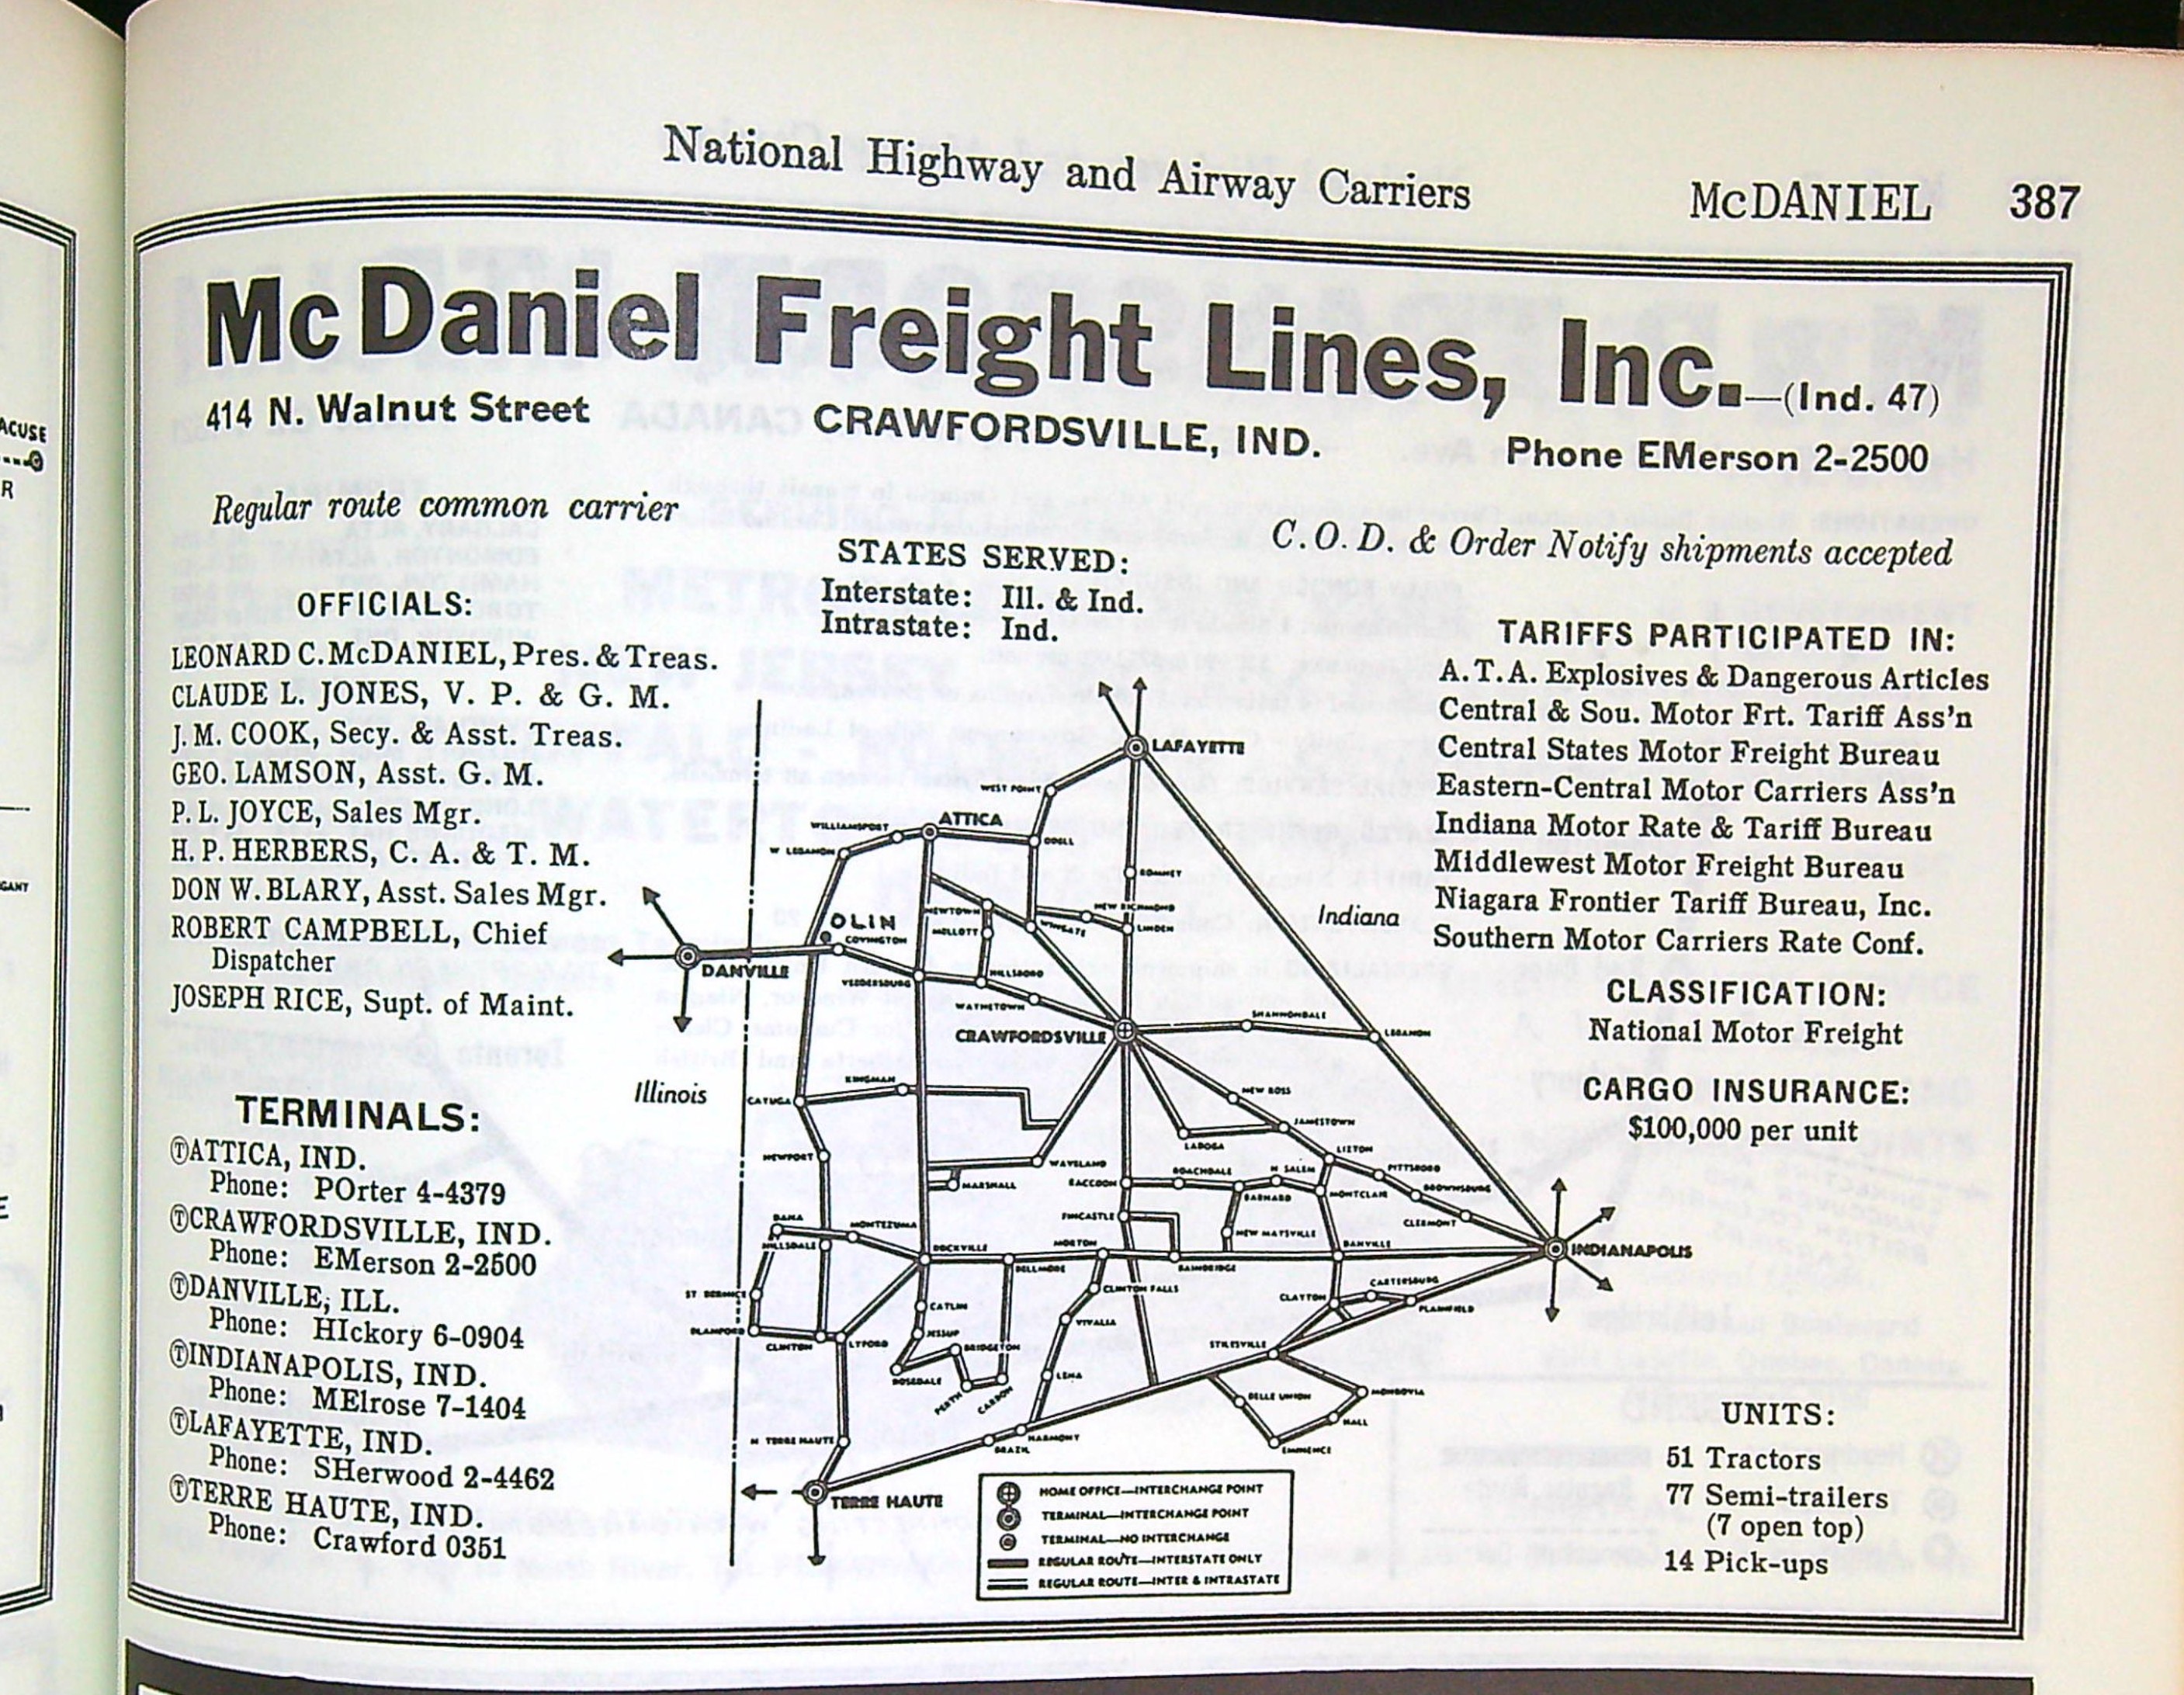 National Highway and Airway Carriers
McDANIEL 387
McDaniel Freight Lines, Inc.—(Ind. 47)
414 N. Walnut Street
CRAWFORDSVILLE, IND.
Phone EMerson 2-2500
Regular route common carrier
C.O.D. & Order Notify shipments accepted
STATES SERVED:
Interstate: Ill. & Ind.
Intrastate: Ind.
OFFICIALS:
LEONARD C. McDANIEL, Pres. & Treas.
CLAUDE L. JONES, V. P. & G. M.
J. M. COOK, Secy. & Asst. Treas.
GEO. LAMSON, Asst. G. M.
P. L. JOYCE, Sales Mgr.
H. P. HERBERS, C. A. & T. M.
DON W. BLARY, Asst. Sales Mgr.
ROBERT CAMPBELL, Chief
Dispatcher
JOSEPH RICE, Supt. of Maint.
TERMINALS:
ⓉATTICA, IND.
Phone: POrter 4-4379
ⓉCRAWFORDSVILLE, IND.
Phone: EMerson 2-2500
ⓉDANVILLE, ILL.
Phone: HIckory 6-0904
ⓉINDIANAPOLIS, IND.
Phone: MElrose 7-1404
ⓉLAFAYETTE, IND.
Phone: SHerwood 2-4462
ⓉTERRE HAUTE, IND.
Phone: Crawford 0351
TARIFFS PARTICIPATED IN:
A.T.A. Explosives & Dangerous Articles
Central & Sou. Motor Frt. Tariff Ass'n
Central States Motor Freight Bureau
Eastern-Central Motor Carriers Ass'n
Indiana Motor Rate & Tariff Bureau
Middlewest Motor Freight Bureau
Niagara Frontier Tariff Bureau, Inc.
Southern Motor Carriers Rate Conf.
CLASSIFICATION:
National Motor Freight
CARGO INSURANCE:
$100,000 per unit
UNITS:
51 Tractors
77 Semi-trailers
(7 open top)
14 Pick-ups
LAFAYETTE
WEST POINT
WILLIAMSPORT
ATTICA
W LEBANON
ODELL
ROMNEY
NEW RICHMOND
NEWTOWN
WINGATE
LINDEN
MELLOTT
Indiana
OLIN
COVINGTON
DANVILLE
VEEDERSBURG
HILLSBORO
WAYNETOWN
CRAWFORDSVILLE
SHANNONDALE
LEBANON
Illinois
KINGMAN
CAYUGA
NEW ROSS
JAMESTOWN
LADOGA
NEWPORT
WAVELAND
MARSHALL
LIZTON
PITTSBORO
ROACHDALE
N SALEM
RACCOON
BARNARD
MONTCLAIR
BROWNSBURG
CLERMONT
FINCASTLE
DANA
MONTEZUMA
NEW MAYSVILLE
HILLSDALE
ROCKVILLE
MORTON
DANVILLE
INDIANAPOLIS
BELLMORE
BAINBRIDGE
ST BERNICE
CLINTON FALLS
CARTERSBURG
CLAYTON
PLAINFIELD
CATLIN
VIVALIA
BLANFORD
CLINTON
LYFORD
JESSUP
BRIDGETON
STILESVILLE
ROSEDALE
PERTH
CARBON
LENA
BELLE UNION
MONROVIA
HALL
EMINENCE
N TERRE HAUTE
HARMONY
BRAZIL
TERRE HAUTE
HOME OFFICE—INTERCHANGE POINT
TERMINAL—INTERCHANGE POINT
TERMINAL—NO INTERCHANGE
REGULAR ROUTE—INTERSTATE ONLY
REGULAR ROUTE—INTER & INTRASTATE